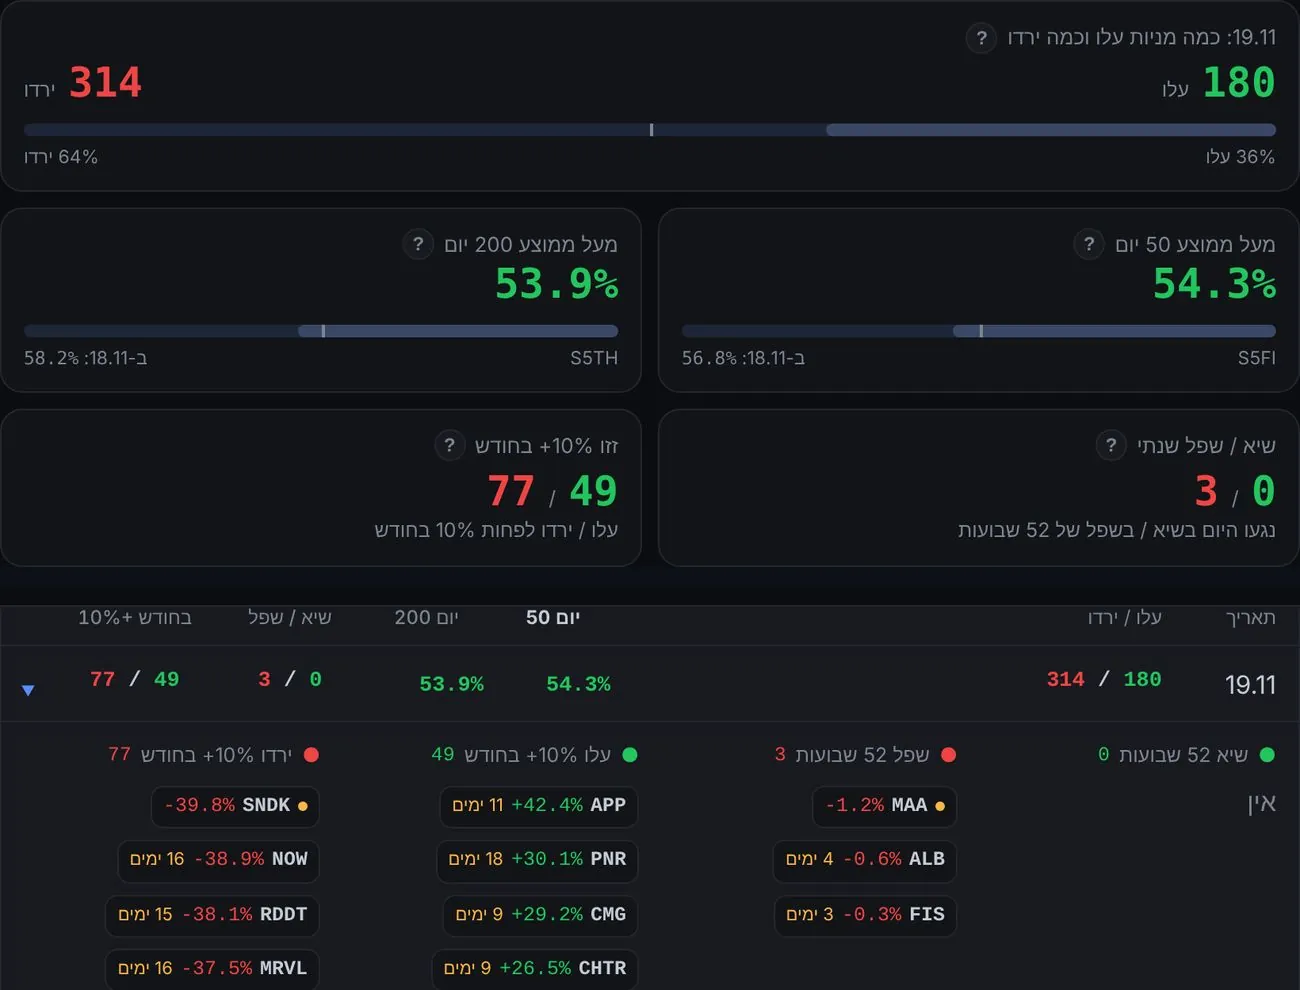 19.11: כמה מניות עלו וכמה ירדו ?
180 עלו
314 ירדו
36% עלו
64% ירדו
מעל ממוצע 50 יום ?
54.3%
S5FI
ב-18.11: 56.8%
מעל ממוצע 200 יום ?
53.9%
S5TH
ב-18.11: 58.2%
שיא / שפל שנתי ?
0 / 3
נגעו היום בשיא / בשפל של 52 שבועות
זזו 10%+ בחודש ?
49 / 77
עלו / ירדו לפחות 10% בחודש
תאריך עלו / ירדו 50 יום 200 יום שיא / שפל 10%+ בחודש
19.11 180 / 314 54.3% 53.9% 0 / 3 49 / 77
שיא 52 שבועות 0
אין
שפל 52 שבועות 3
MAA -1.2%
ALB -0.6% 4 ימים
FIS -0.3% 3 ימים
עלו 10%+ בחודש 49
APP +42.4% 11 ימים
PNR +30.1% 18 ימים
CMG +29.2% 9 ימים
CHTR +26.5% 9 ימים
ירדו 10%+ בחודש 77
SNDK -39.8%
NOW -38.9% 16 ימים
RDDT -38.1% 15 ימים
MRVL -37.5% 16 ימים